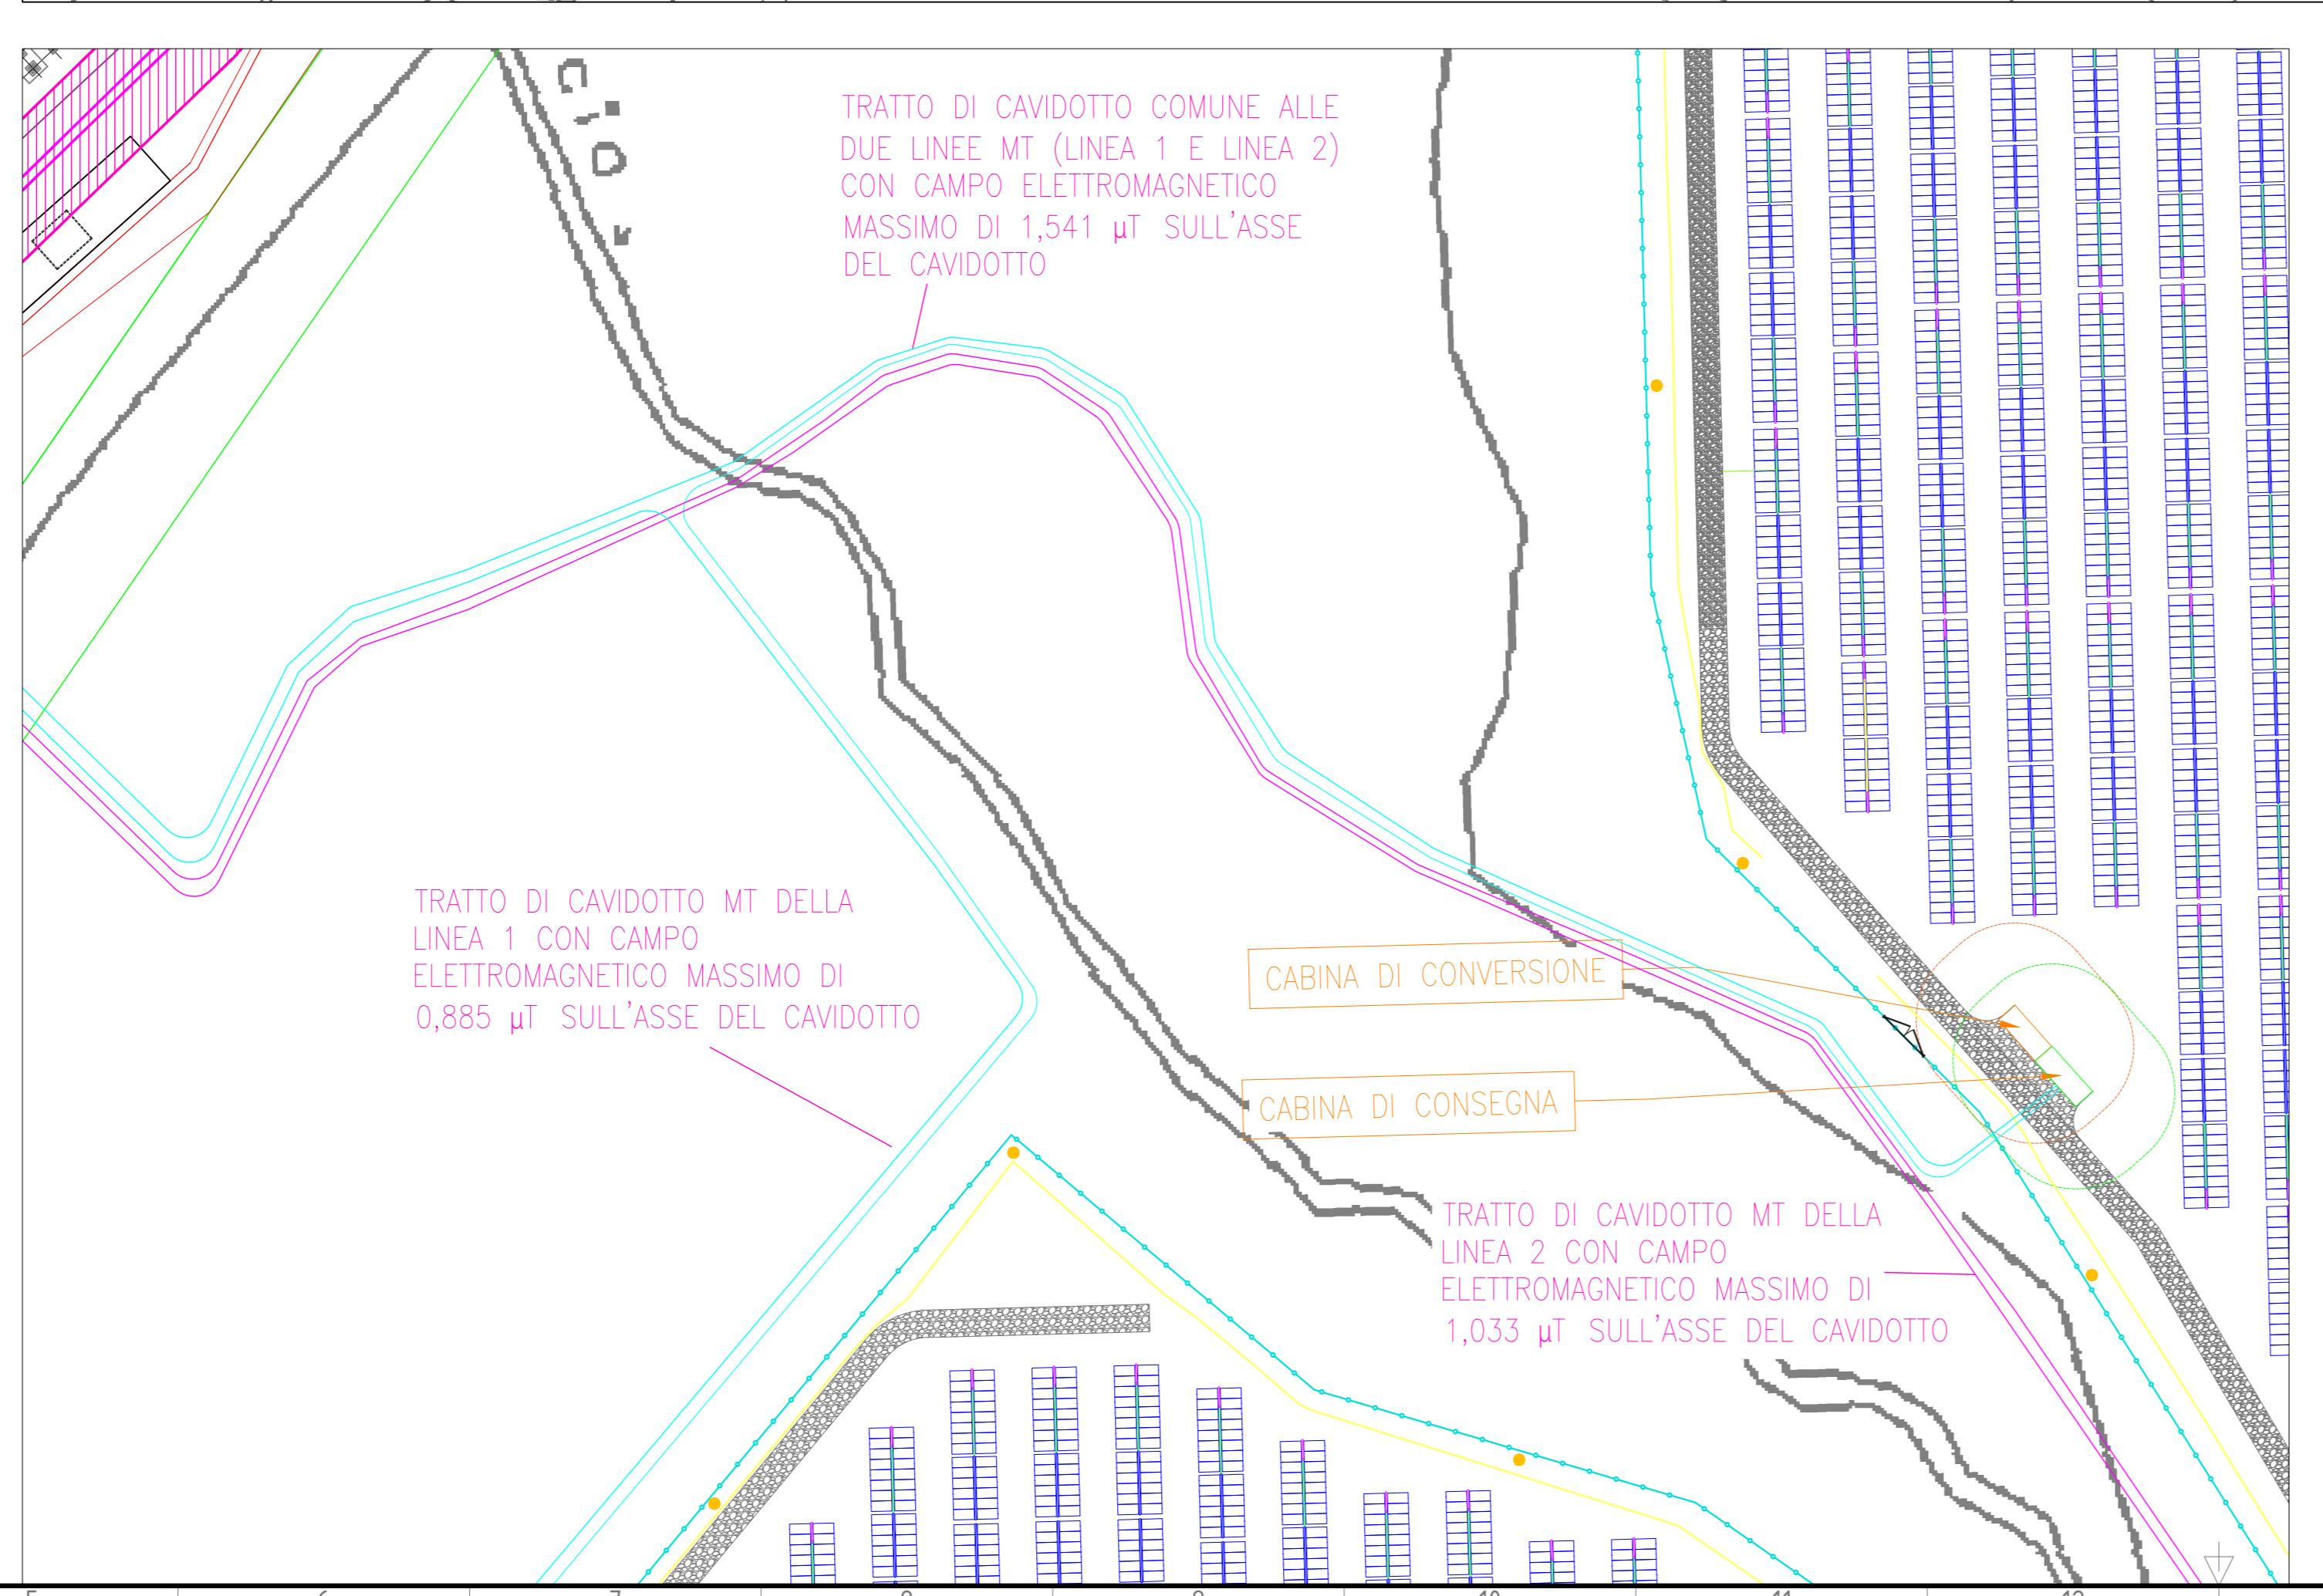 TRATTO DI CAVIDOTTO COMUNE ALLE
DUE LINEE MT (LINEA 1 E LINEA 2)
CON CAMPO ELETTROMAGNETICO
MASSIMO DI 1,541 µT SULL'ASSE
DEL CAVIDOTTO
TRATTO DI CAVIDOTTO MT DELLA
LINEA 1 CON CAMPO
ELETTROMAGNETICO MASSIMO DI
0,885 µT SULL'ASSE DEL CAVIDOTTO
CABINA DI CONVERSIONE
CABINA DI CONSEGNA
TRATTO DI CAVIDOTTO MT DELLA
LINEA 2 CON CAMPO
ELETTROMAGNETICO MASSIMO DI
1,033 µT SULL'ASSE DEL CAVIDOTTO